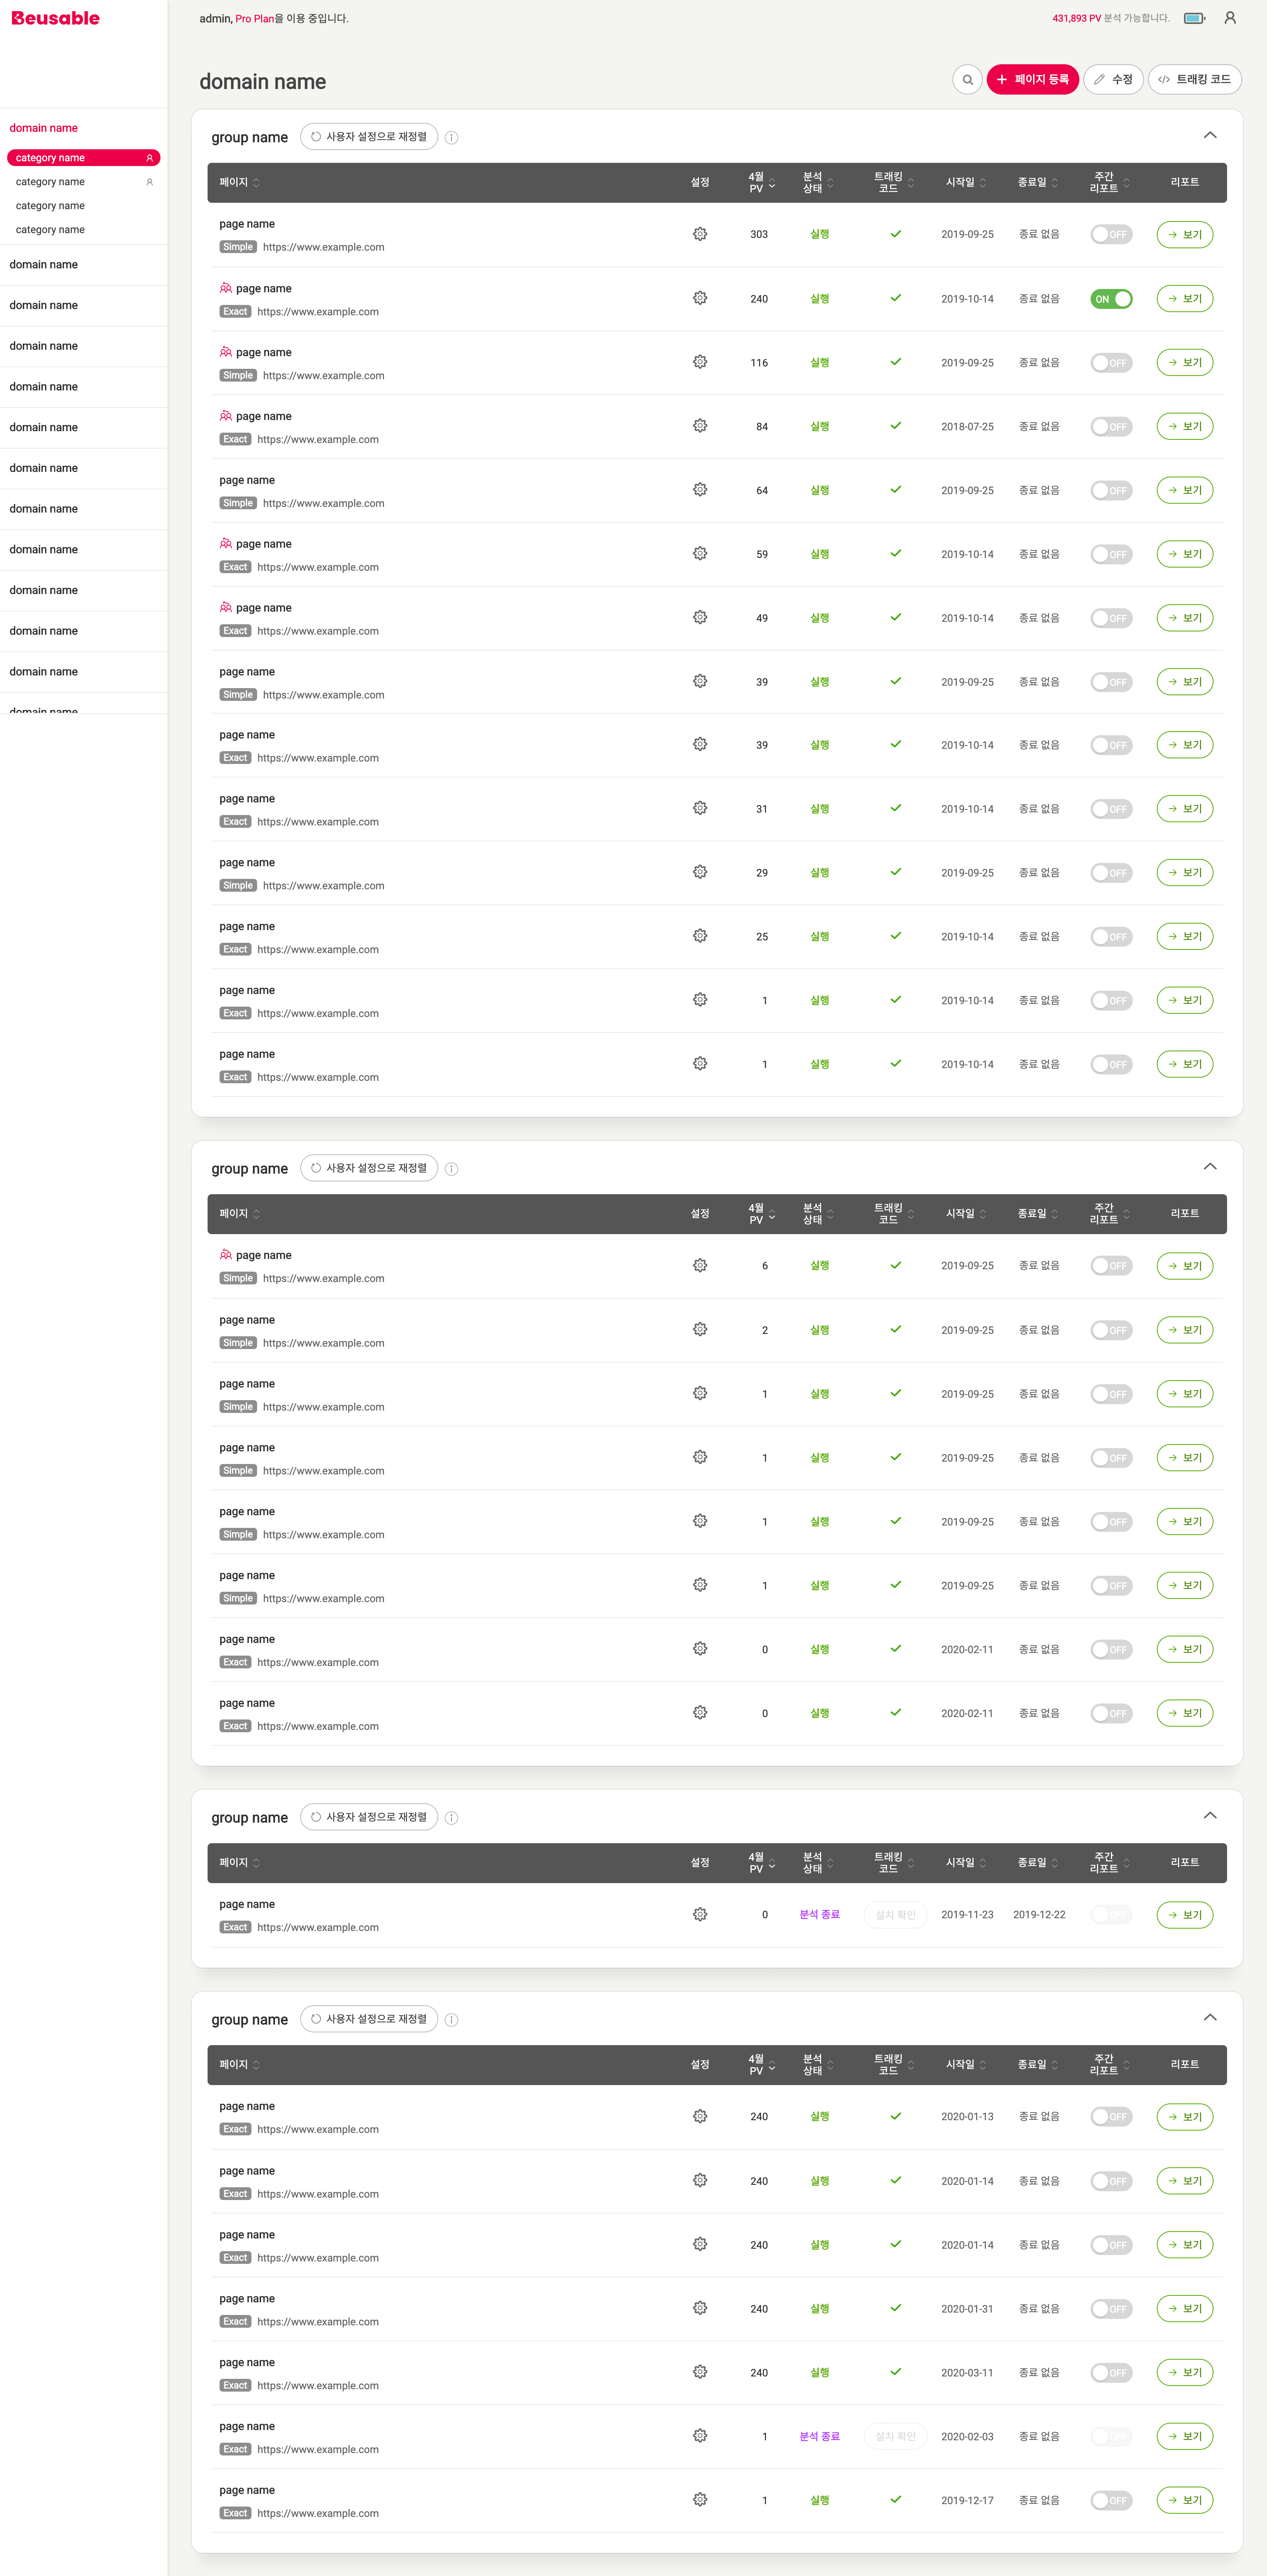 Beusable
admin, Pro Plan을 이용 중입니다.
431,893 PV 분석 가능합니다.
domain name
페이지 등록
수정
트래킹 코드
domain name
category name
category name
category name
category name
domain name
domain name
domain name
domain name
domain name
domain name
domain name
domain name
domain name
domain name
domain name
domain name
group name 사용자 설정으로 재정렬
페이지 설정 4월 PV 분석 상태 트래킹 코드 시작일 종료일 주간 리포트 리포트
page name
Simple https://www.example.com 303 실행 2019-09-25 종료 없음 OFF 보기
page name
Exact https://www.example.com 240 실행 2019-10-14 종료 없음 ON 보기
page name
Simple https://www.example.com 116 실행 2019-09-25 종료 없음 OFF 보기
page name
Exact https://www.example.com 84 실행 2018-07-25 종료 없음 OFF 보기
page name
Simple https://www.example.com 64 실행 2019-09-25 종료 없음 OFF 보기
page name
Exact https://www.example.com 59 실행 2019-10-14 종료 없음 OFF 보기
page name
Exact https://www.example.com 49 실행 2019-10-14 종료 없음 OFF 보기
page name
Simple https://www.example.com 39 실행 2019-09-25 종료 없음 OFF 보기
page name
Exact https://www.example.com 39 실행 2019-10-14 종료 없음 OFF 보기
page name
Exact https://www.example.com 31 실행 2019-10-14 종료 없음 OFF 보기
page name
Simple https://www.example.com 29 실행 2019-09-25 종료 없음 OFF 보기
page name
Exact https://www.example.com 25 실행 2019-10-14 종료 없음 OFF 보기
page name
Exact https://www.example.com 1 실행 2019-10-14 종료 없음 OFF 보기
page name
Exact https://www.example.com 1 실행 2019-10-14 종료 없음 OFF 보기
group name 사용자 설정으로 재정렬
페이지 설정 4월 PV 분석 상태 트래킹 코드 시작일 종료일 주간 리포트 리포트
page name
Simple https://www.example.com 6 실행 2019-09-25 종료 없음 OFF 보기
page name
Simple https://www.example.com 2 실행 2019-09-25 종료 없음 OFF 보기
page name
Simple https://www.example.com 1 실행 2019-09-25 종료 없음 OFF 보기
page name
Simple https://www.example.com 1 실행 2019-09-25 종료 없음 OFF 보기
page name
Simple https://www.example.com 1 실행 2019-09-25 종료 없음 OFF 보기
page name
Simple https://www.example.com 1 실행 2019-09-25 종료 없음 OFF 보기
page name
Exact https://www.example.com 0 실행 2020-02-11 종료 없음 OFF 보기
page name
Exact https://www.example.com 0 실행 2020-02-11 종료 없음 OFF 보기
group name 사용자 설정으로 재정렬
페이지 설정 4월 PV 분석 상태 트래킹 코드 시작일 종료일 주간 리포트 리포트
page name
Exact https://www.example.com 0 분석 종료 설치 확인 2019-11-23 2019-12-22 OFF 보기
group name 사용자 설정으로 재정렬
페이지 설정 4월 PV 분석 상태 트래킹 코드 시작일 종료일 주간 리포트 리포트
page name
Exact https://www.example.com 240 실행 2020-01-13 종료 없음 OFF 보기
page name
Exact https://www.example.com 240 실행 2020-01-14 종료 없음 OFF 보기
page name
Exact https://www.example.com 240 실행 2020-01-14 종료 없음 OFF 보기
page name
Exact https://www.example.com 240 실행 2020-01-31 종료 없음 OFF 보기
page name
Exact https://www.example.com 240 실행 2020-03-11 종료 없음 OFF 보기
page name
Exact https://www.example.com 1 분석 종료 설치 확인 2020-02-03 종료 없음 OFF 보기
page name
Exact https://www.example.com 1 실행 2019-12-17 종료 없음 OFF 보기